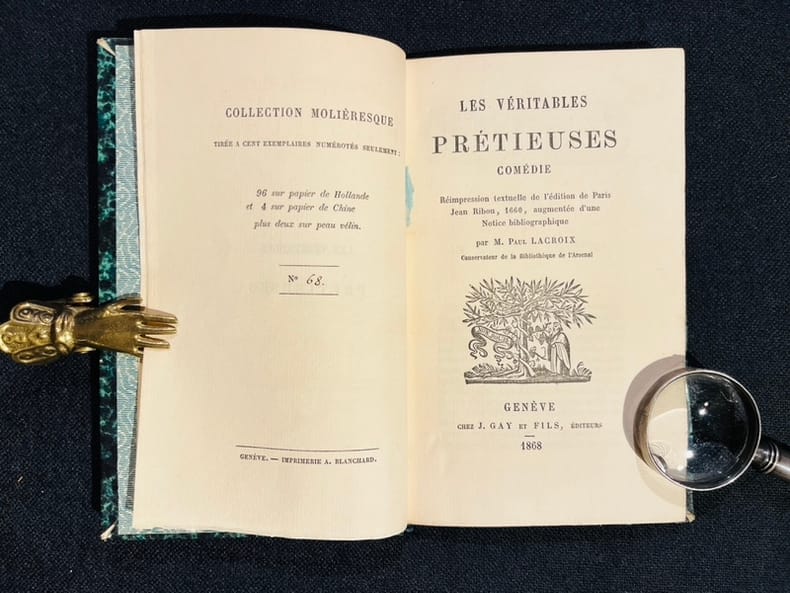 COLLECTION MOLIÈRESQUE
TIRÉE A CENT EXEMPLAIRES NUMÉROTÉS SEULEMENT :
96 sur papier de Hollande
et 4 sur papier de Chine
plus deux sur peau vélin.
No 68.
GENÈVE. — IMPRIMERIE A. BLANCHARD.
LES VÉRITABLES
PRÉTIEUSES
COMÉDIE
Réimpression textuelle de l'édition de Paris
Jean Ribou, 1660, augmentée d'une
Notice bibliographique
par M. PAUL LACROIX
Conservateur de la Bibliothèque de l'Arsenal
GENÈVE
CHEZ J. GAY ET FILS, ÉDITEURS
1868